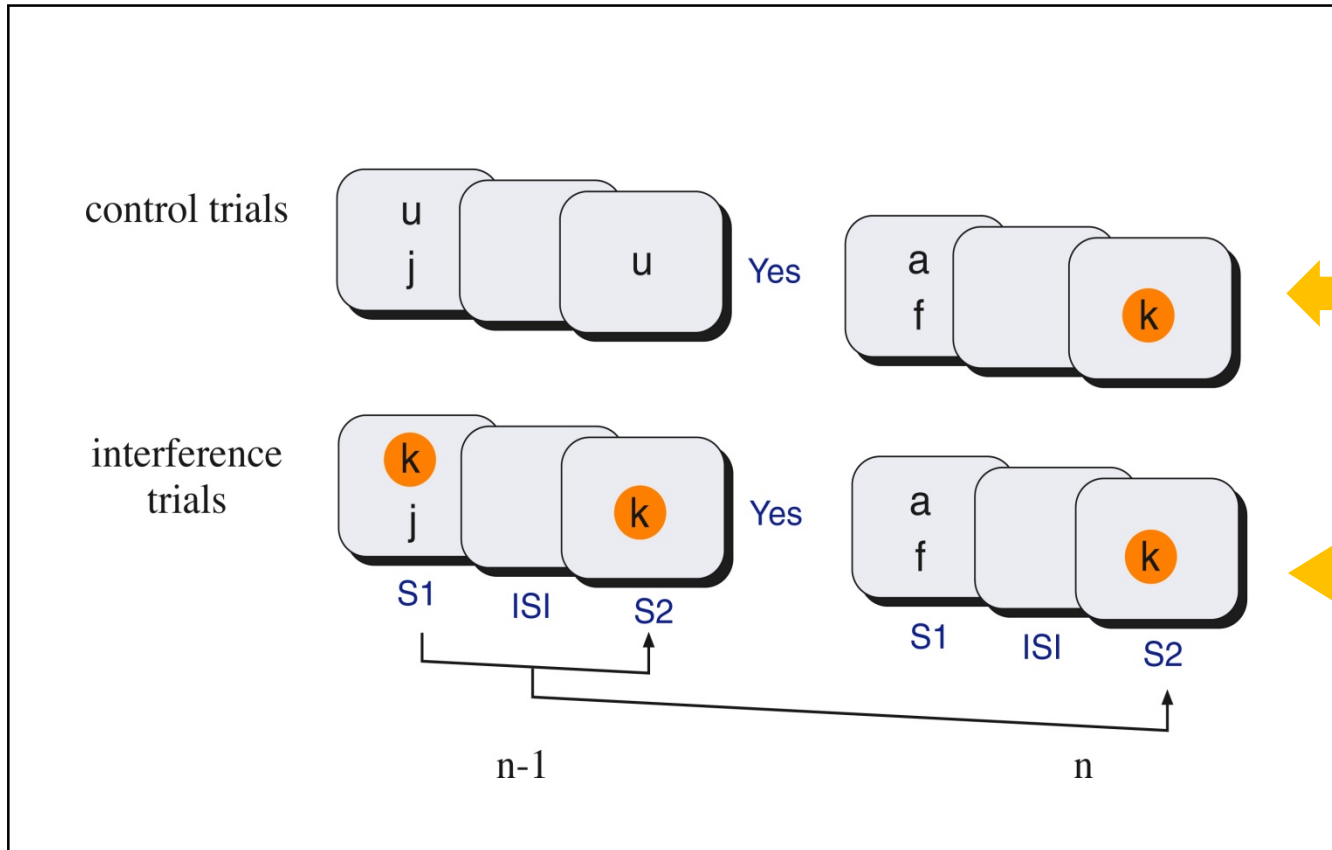 control trials
u
j
u
Yes
a
f
k
interference
trials
k
j
k
Yes
a
f
k
S1
ISI
S2
S1
ISI
S2
n-1
n